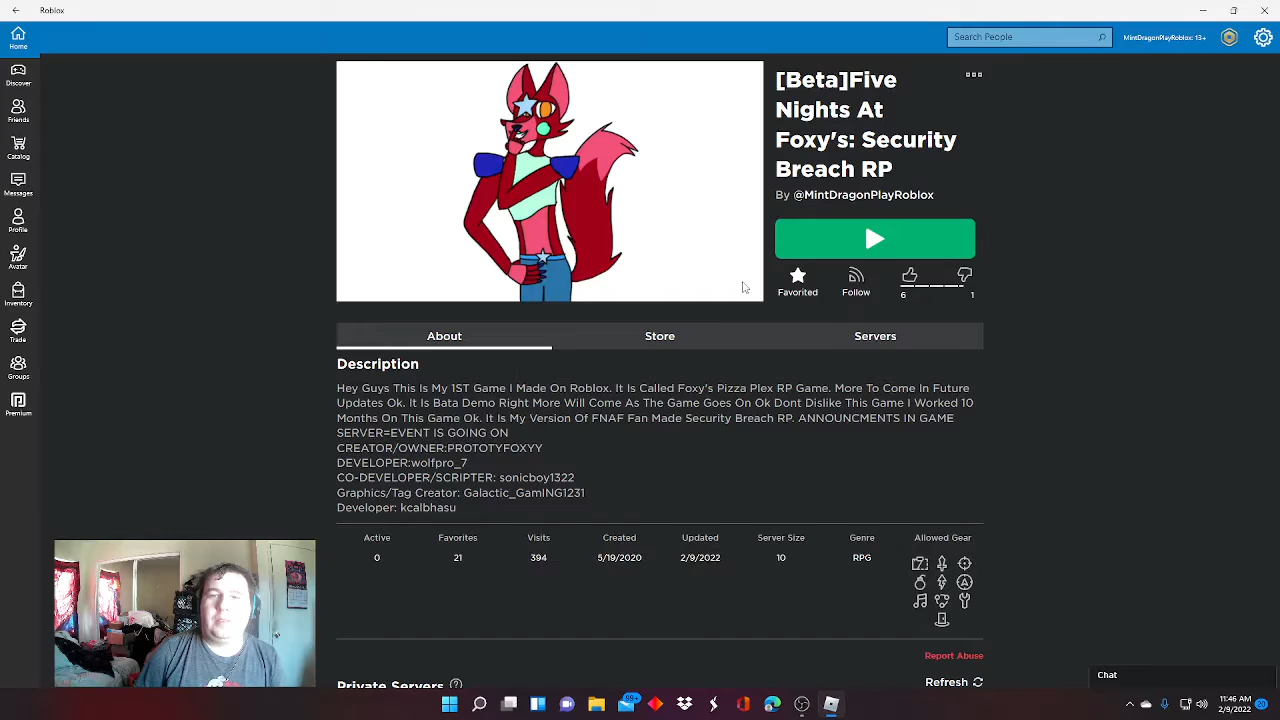 Roblox
Home
Search People
MintDragonPlayRoblox: 13+
Discover
Friends
Catalog
Messages
Profile
Avatar
Inventory
Trade
Groups
Premium
[Beta]Five
Nights At
Foxy's: Security
Breach RP
By @MintDragonPlayRoblox
Favorited
Follow
6
1
About
Store
Servers
Description
Hey Guys This Is My 1ST Game I Made On Roblox. It Is Called Foxy's Pizza Plex RP Game. More To Come In Future
Updates Ok. It Is Bata Demo Right More Will Come As The Game Goes On Ok Dont Dislike This Game I Worked 10
Months On This Game Ok. It Is My Version Of FNAF Fan Made Security Breach RP. ANNOUNCMENTS IN GAME
SERVER=EVENT IS GOING ON
CREATOR/OWNER:PROTOTYFOXYY
DEVELOPER:wolfpro_7
CO-DEVELOPER/SCRIPTER: sonicboy1322
Graphics/Tag Creator: Galactic_GamING1231
Developer: kcalbhasu
Active Favorites Visits Created Updated Server Size Genre Allowed Gear
0 21 394 5/19/2020 2/9/2022 10 RPG
Report Abuse
Private Servers
Refresh
Chat
99+
11:46 AM
2/9/2022
20